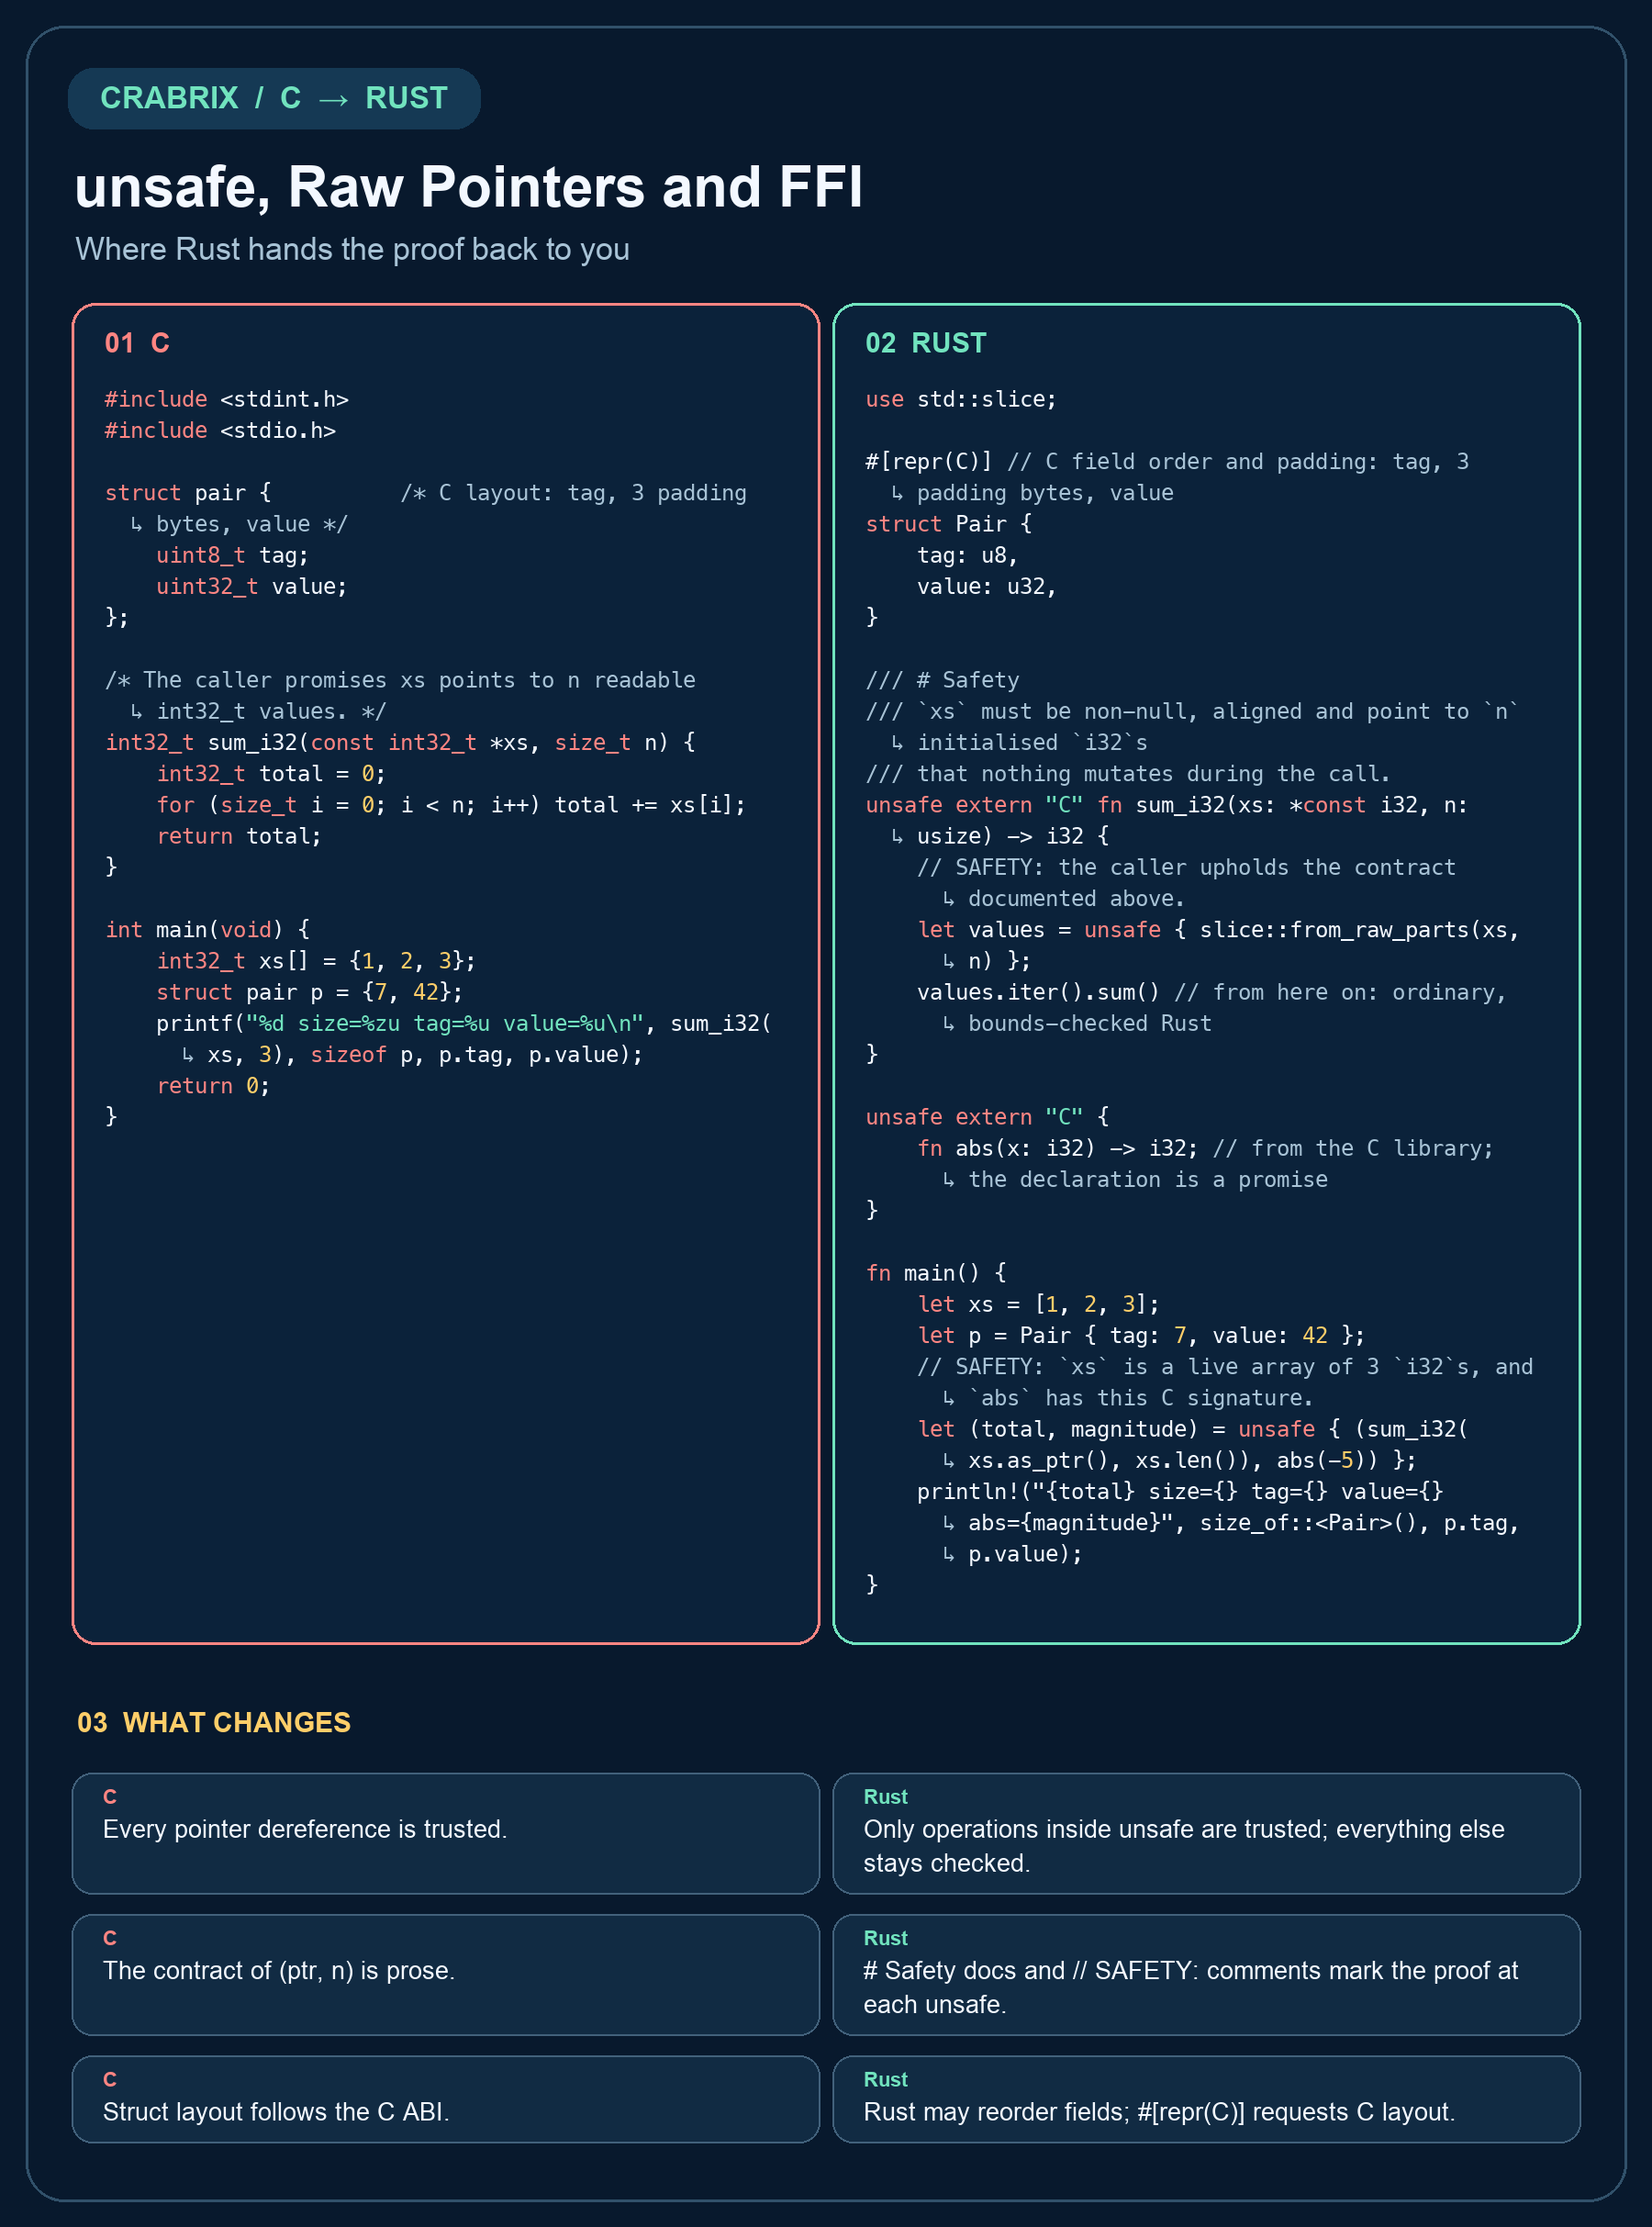 CRABRIX / C → RUST
unsafe, Raw Pointers and FFI
Where Rust hands the proof back to you
01 C
#include <stdint.h>
#include <stdio.h>

struct pair {          /* C layout: tag, 3 padding
  ↳ bytes, value */
    uint8_t tag;
    uint32_t value;
};

/* The caller promises xs points to n readable
  ↳ int32_t values. */
int32_t sum_i32(const int32_t *xs, size_t n) {
    int32_t total = 0;
    for (size_t i = 0; i < n; i++) total += xs[i];
    return total;
}

int main(void) {
    int32_t xs[] = {1, 2, 3};
    struct pair p = {7, 42};
    printf("%d size=%zu tag=%u value=%u\n", sum_i32(
      ↳ xs, 3), sizeof p, p.tag, p.value);
    return 0;
}
02 RUST
use std::slice;

#[repr(C)] // C field order and padding: tag, 3
  ↳ padding bytes, value
struct Pair {
    tag: u8,
    value: u32,
}

/// # Safety
/// `xs` must be non-null, aligned and point to `n`
  ↳ initialised `i32`s
/// that nothing mutates during the call.
unsafe extern "C" fn sum_i32(xs: *const i32, n:
  ↳ usize) -> i32 {
    // SAFETY: the caller upholds the contract
      ↳ documented above.
    let values = unsafe { slice::from_raw_parts(xs,
      ↳ n) };
    values.iter().sum() // from here on: ordinary,
      ↳ bounds-checked Rust
}

unsafe extern "C" {
    fn abs(x: i32) -> i32; // from the C library;
      ↳ the declaration is a promise
}

fn main() {
    let xs = [1, 2, 3];
    let p = Pair { tag: 7, value: 42 };
    // SAFETY: `xs` is a live array of 3 `i32`s, and
      ↳ `abs` has this C signature.
    let (total, magnitude) = unsafe { (sum_i32(
      ↳ xs.as_ptr(), xs.len()), abs(-5)) };
    println!("{total} size={} tag={} value={}
      ↳ abs={magnitude}", size_of::<Pair>(), p.tag,
      ↳ p.value);
}
03 WHAT CHANGES
C
Every pointer dereference is trusted.
Rust
Only operations inside unsafe are trusted; everything else
stays checked.
C
The contract of (ptr, n) is prose.
Rust
# Safety docs and // SAFETY: comments mark the proof at
each unsafe.
C
Struct layout follows the C ABI.
Rust
Rust may reorder fields; #[repr(C)] requests C layout.